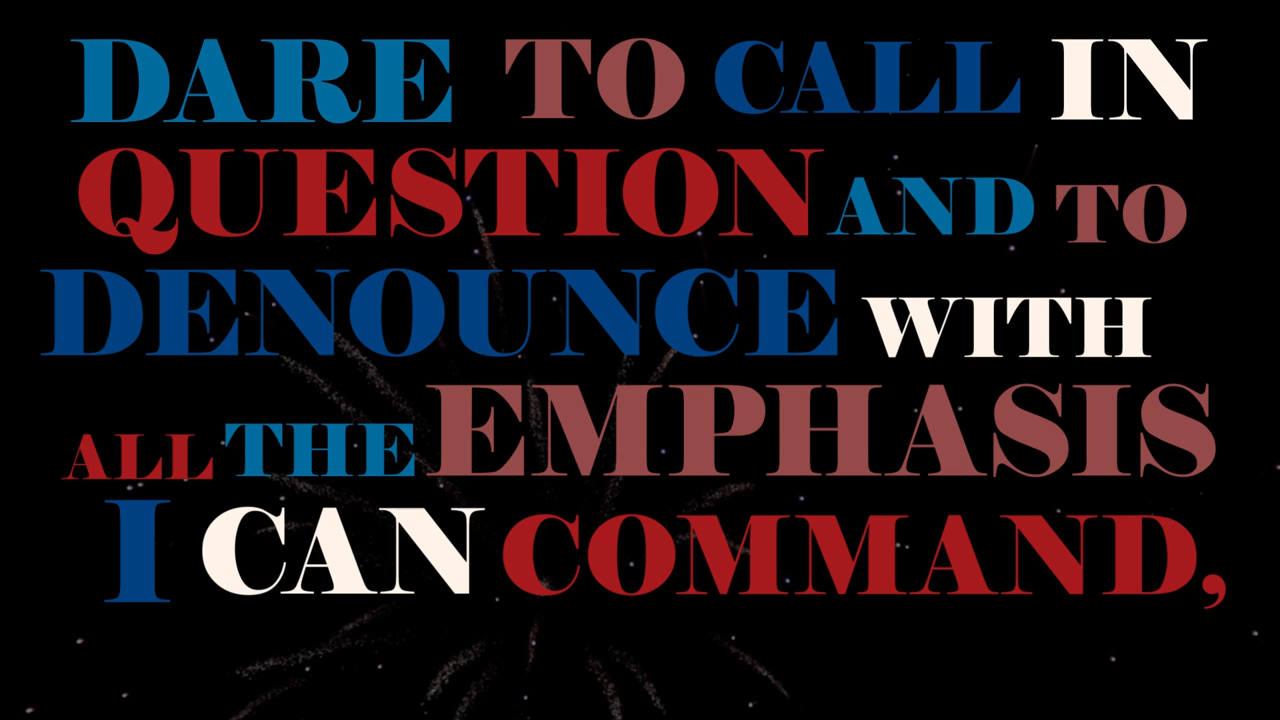 DARE TO CALL IN
QUESTION AND TO
DENOUNCE WITH
ALL THE EMPHASIS
I CAN COMMAND,